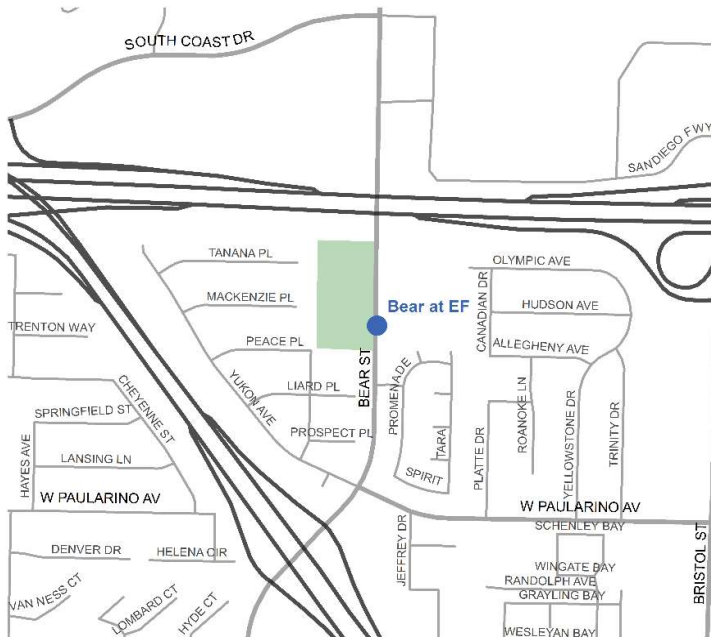 SOUTH COAST DR
SANDIEGO FWY
TANANA PL
OLYMPIC AVE
MACKENZIE PL
CANADIAN DR
HUDSON AVE
Bear at EF
TRENTON WAY
PEACE PL
ALLEGHENY AVE
BEAR ST
PROMENADE
YUKON AVE
LIARD PL
CHEYENNE ST
ROANOKE LN
SPRINGFIELD ST
PROSPECT PL
TARA
PLATTE DR
YELLOWSTONE DR
TRINITY DR
HAYES AVE
LANSING LN
SPIRIT
W PAULARINO AV
W PAULARINO AV
SCHENLEY BAY
JEFFREY DR
BRISTOL ST
DENVER DR
HELENA CIR
WINGATE BAY
RANDOLPH AVE
GRAYLING BAY
VAN NESS CT
LOMBARD CT
HYDE CT
WESLEYAN BAY